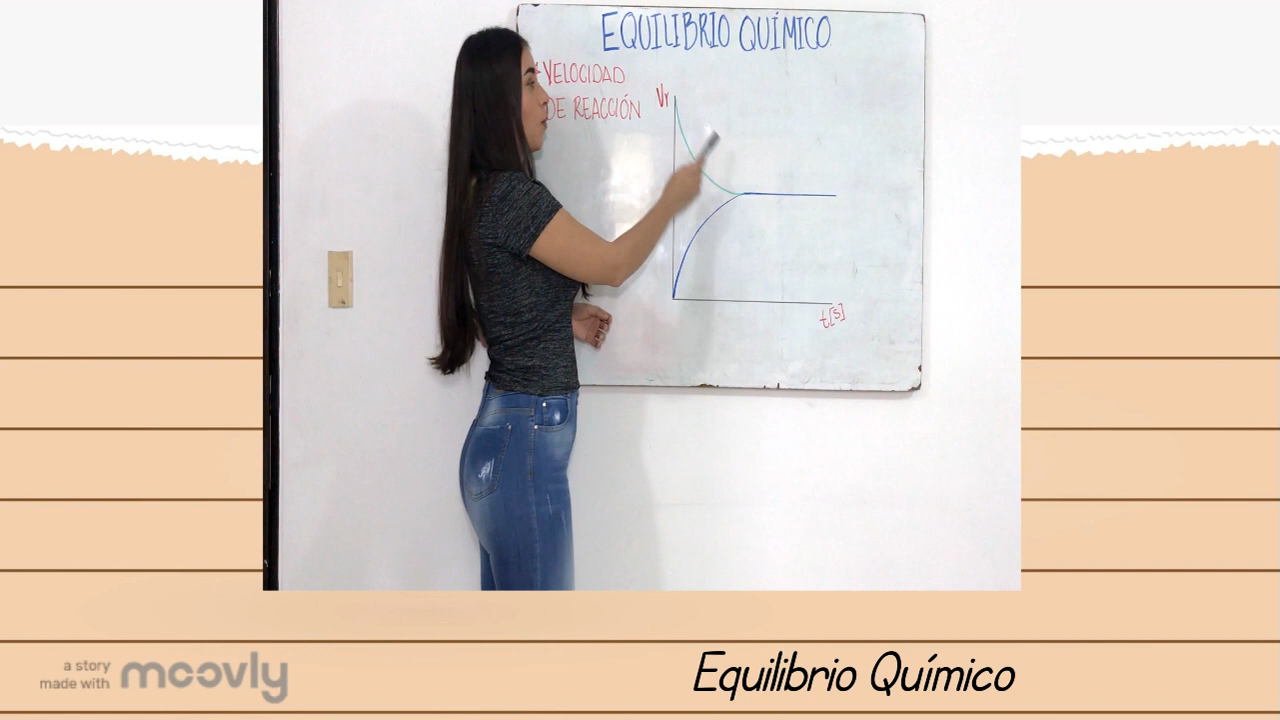 EQUILIBRIO QUÍMICO
*VELOCIDAD
DE REACCIÓN
Vr
t[s]
a story
made with moovly
Equilibrio Químico